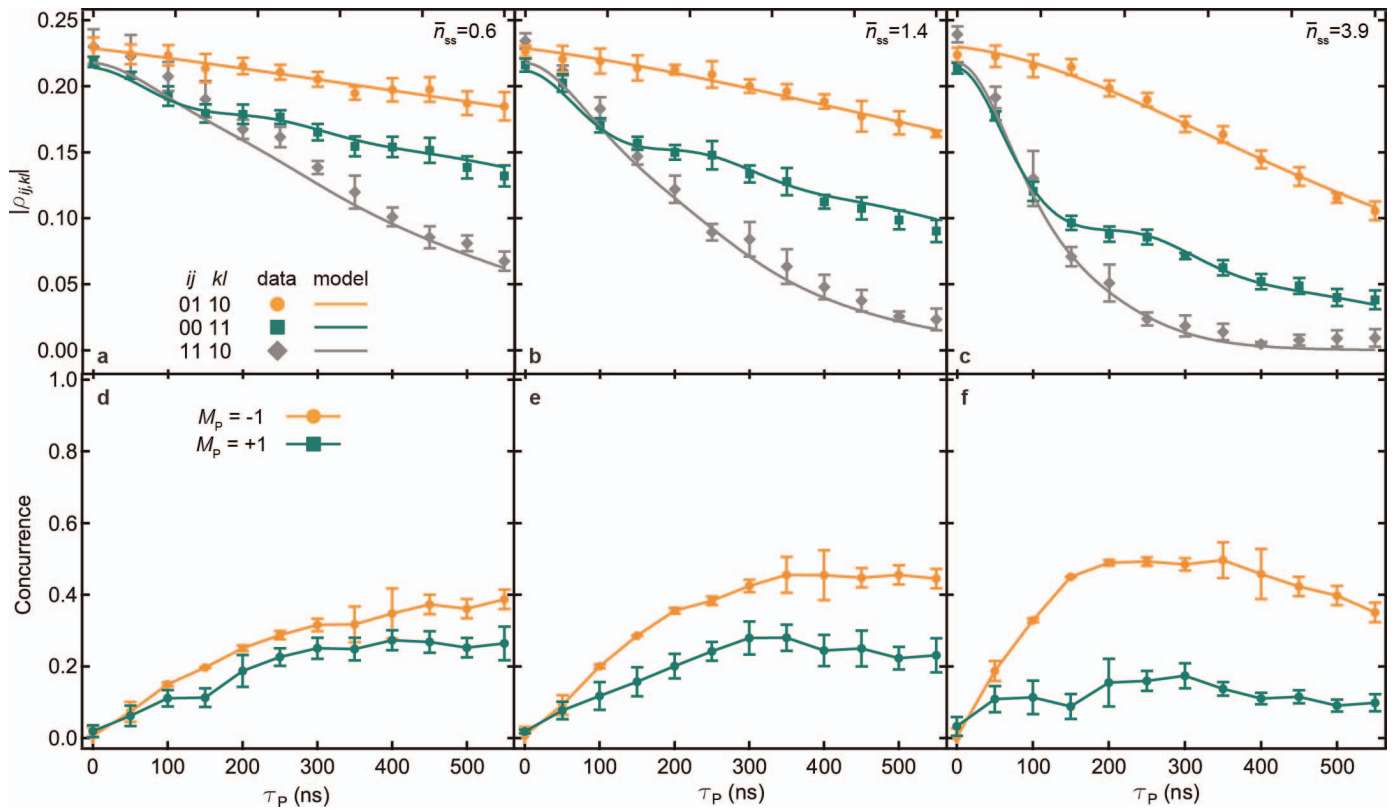 n̄ss=0.6
n̄ss=1.4
n̄ss=3.9
|ρij,kl|
0.25
0.20
0.15
0.10
0.05
0.00
ij kl data model
01 10
00 11
11 10
a
b
c
d
e
f
MP = -1
MP = +1
Concurrence
1.0
0.8
0.6
0.4
0.2
0.0
0 100 200 300 400 500
0 100 200 300 400 500
0 100 200 300 400 500
τP (ns)
τP (ns)
τP (ns)